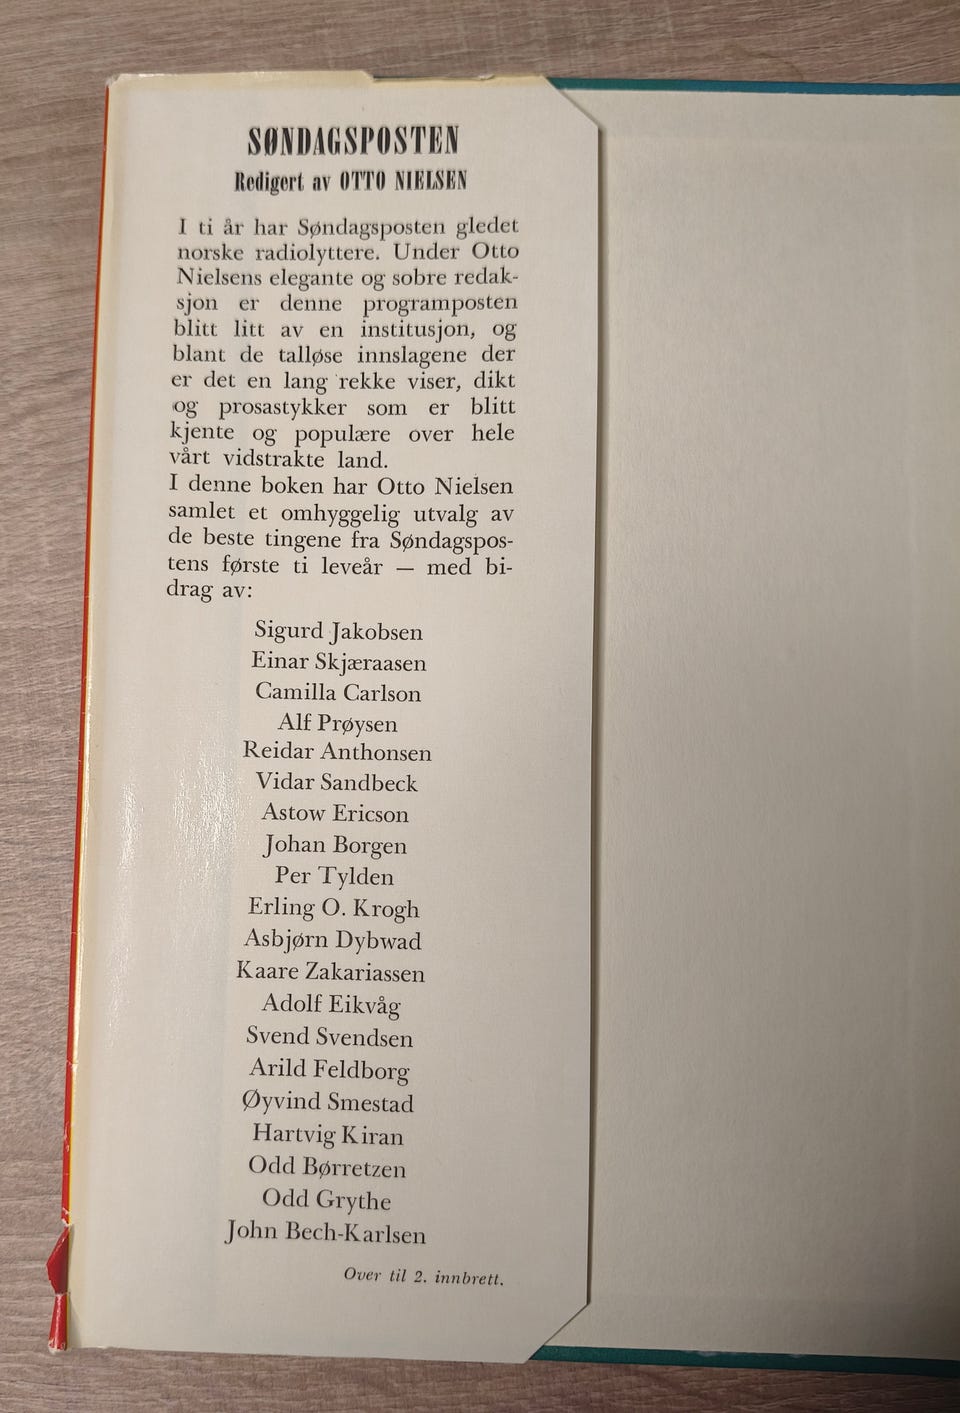 SØNDAGSPOSTEN
Redigert av OTTO NIELSEN
I ti år har Søndagsposten gledet
norske radiolyttere. Under Otto
Nielsens elegante og sobre redak-
sjon er denne programposten
blitt litt av en institusjon, og
blant de talløse innslagene der
er det en lang rekke viser, dikt
og prosastykker som er blitt
kjente og populære over hele
vårt vidstrakte land.
I denne boken har Otto Nielsen
samlet et omhyggelig utvalg av
de beste tingene fra Søndagspos-
tens første ti leveår — med bi-
drag av:
Sigurd Jakobsen
Einar Skjæraasen
Camilla Carlson
Alf Prøysen
Reidar Anthonsen
Vidar Sandbeck
Astow Ericson
Johan Borgen
Per Tylden
Erling O. Krogh
Asbjørn Dybwad
Kaare Zakariassen
Adolf Eikvåg
Svend Svendsen
Arild Feldborg
Øyvind Smestad
Hartvig Kiran
Odd Børretzen
Odd Grythe
John Bech-Karlsen
Over til 2. innbrett.